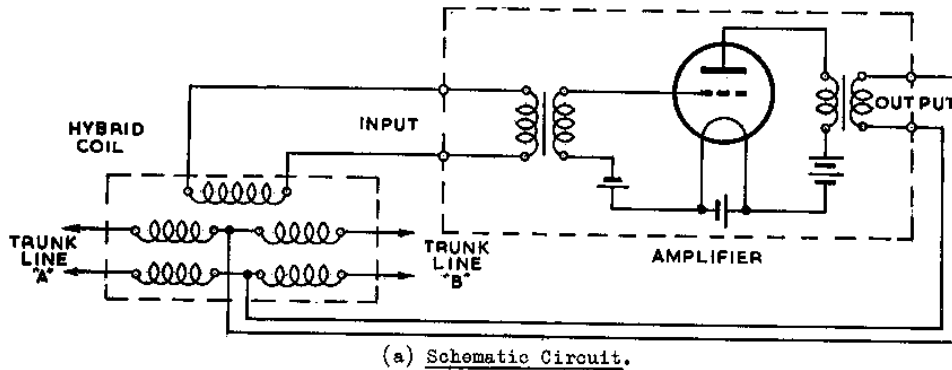 HYBRID
COIL
INPUT
OUTPUT
TRUNK
LINE
"A"
TRUNK
LINE
"B"
AMPLIFIER
(a) Schematic Circuit.